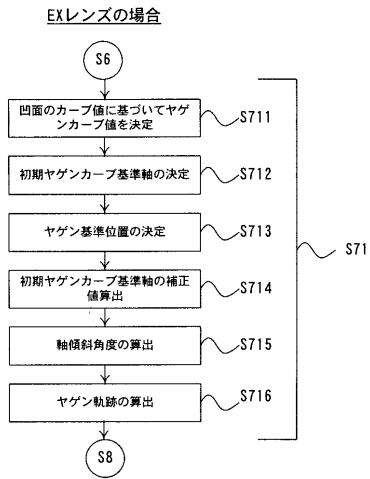 EXレンズの場合
S6
凹面のカーブ値に基づいてヤゲ
ンカーブ値を決定
S711
初期ヤゲンカーブ基準軸の決定
S712
ヤゲン基準位置の決定
S713
S71
初期ヤゲンカーブ基準軸の補正
値算出
S714
軸傾斜角度の算出
S715
ヤゲン軌跡の算出
S716
S8